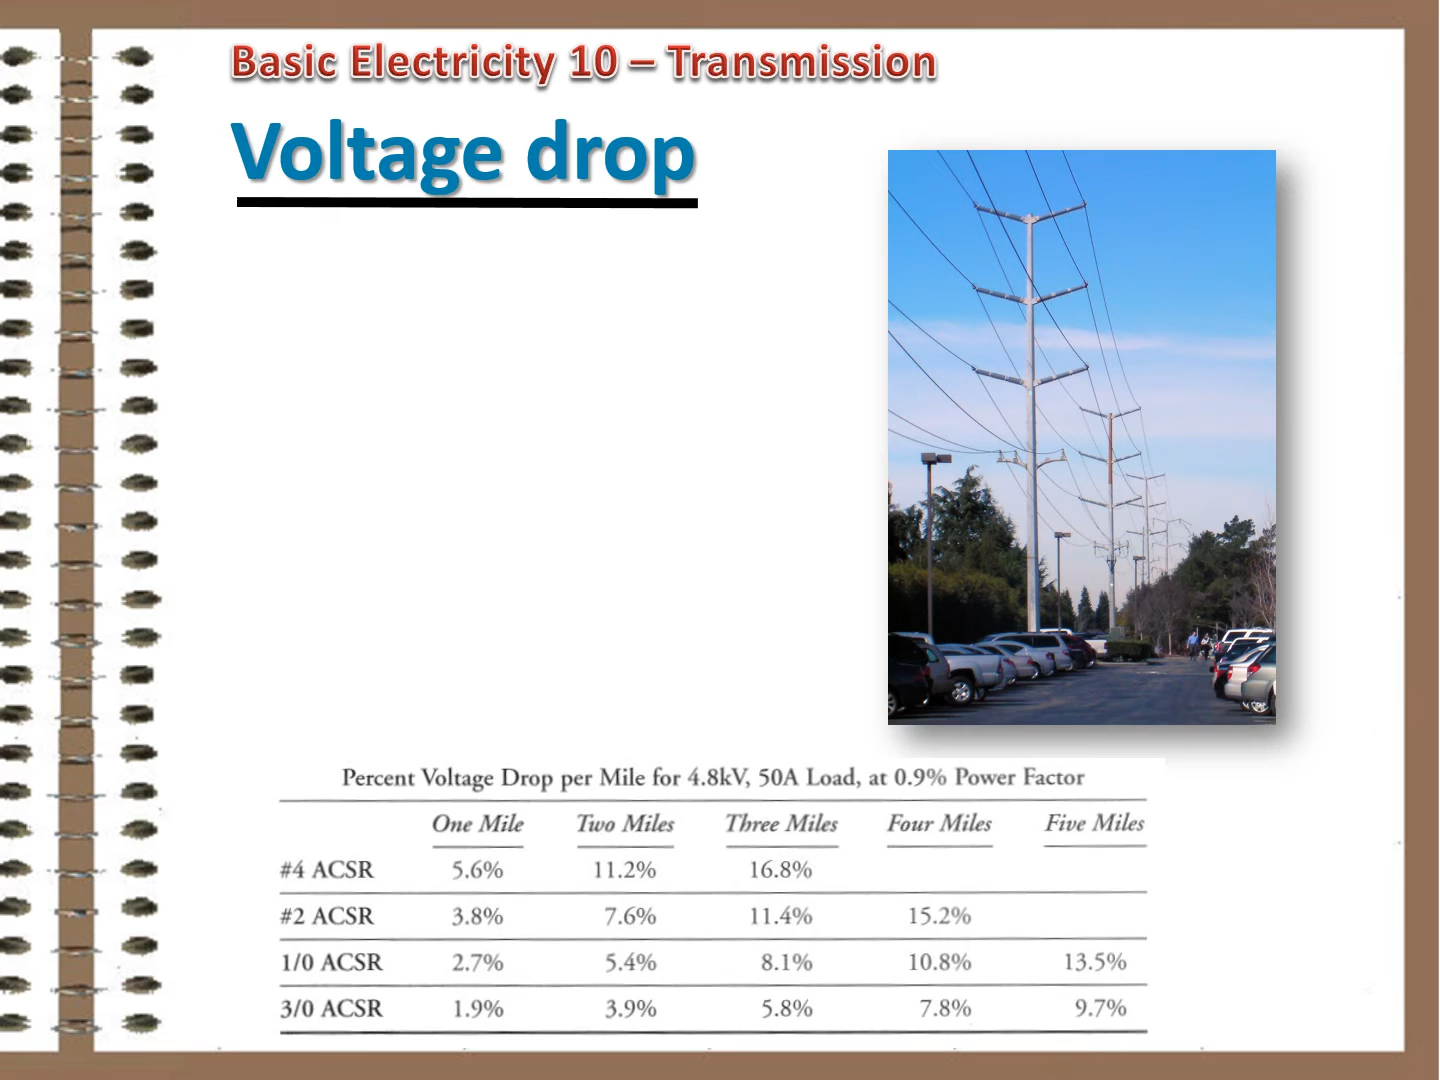 Basic Electricity 10 – Transmission
Voltage drop
Percent Voltage Drop per Mile for 4.8kV, 50A Load, at 0.9% Power Factor
One Mile Two Miles Three Miles Four Miles Five Miles
#4 ACSR 5.6% 11.2% 16.8%
#2 ACSR 3.8% 7.6% 11.4% 15.2%
1/0 ACSR 2.7% 5.4% 8.1% 10.8% 13.5%
3/0 ACSR 1.9% 3.9% 5.8% 7.8% 9.7%